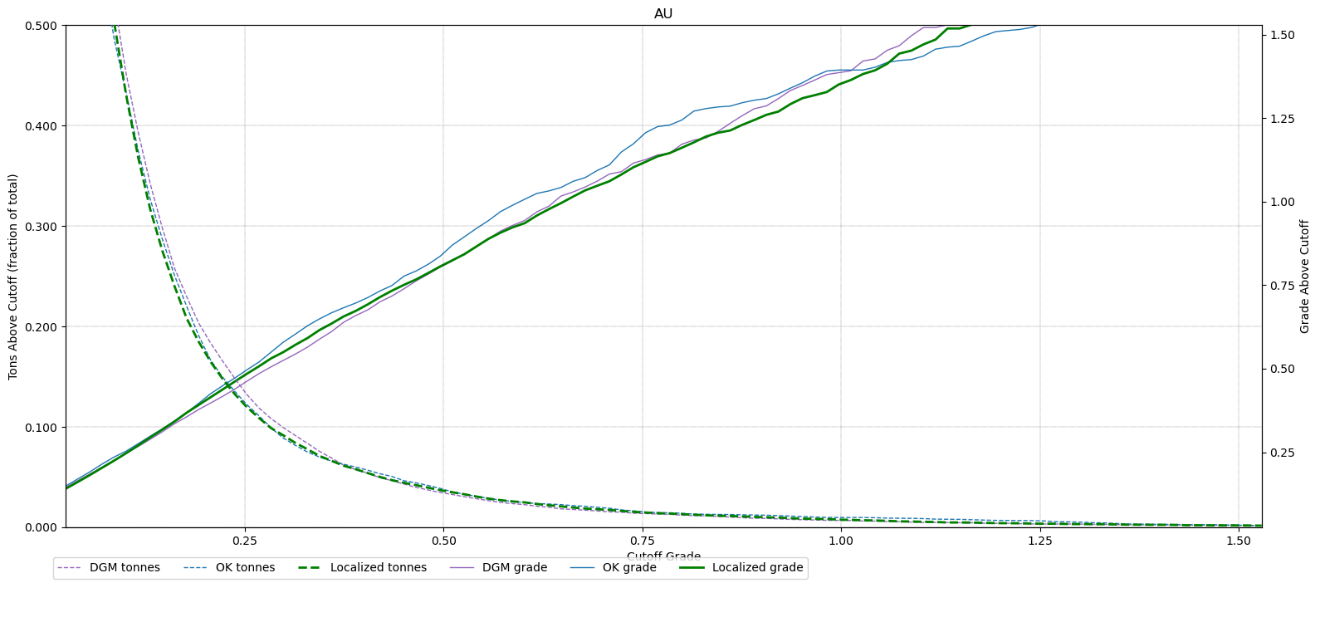 AU
0.500
0.400
0.300
0.200
0.100
0.000
Tons Above Cutoff (fraction of total)
1.50
1.25
1.00
0.75
0.50
0.25
Grade Above Cutoff
0.25 0.50 0.75 1.00 1.25 1.50
Cutoff Grade
DGM tonnes OK tonnes Localized tonnes DGM grade OK grade Localized grade